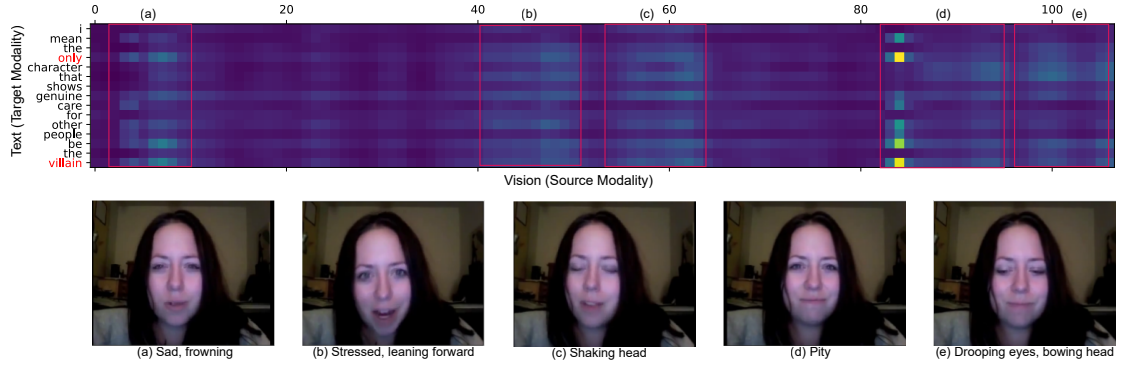 0 20 40 60 80 100
(a) (b) (c) (d) (e)
Text (Target Modality)
i
mean
the
only
character
that
shows
genuine
care
for
other
people
be
the
villain
Vision (Source Modality)
(a) Sad, frowning
(b) Stressed, leaning forward
(c) Shaking head
(d) Pity
(e) Drooping eyes, bowing head